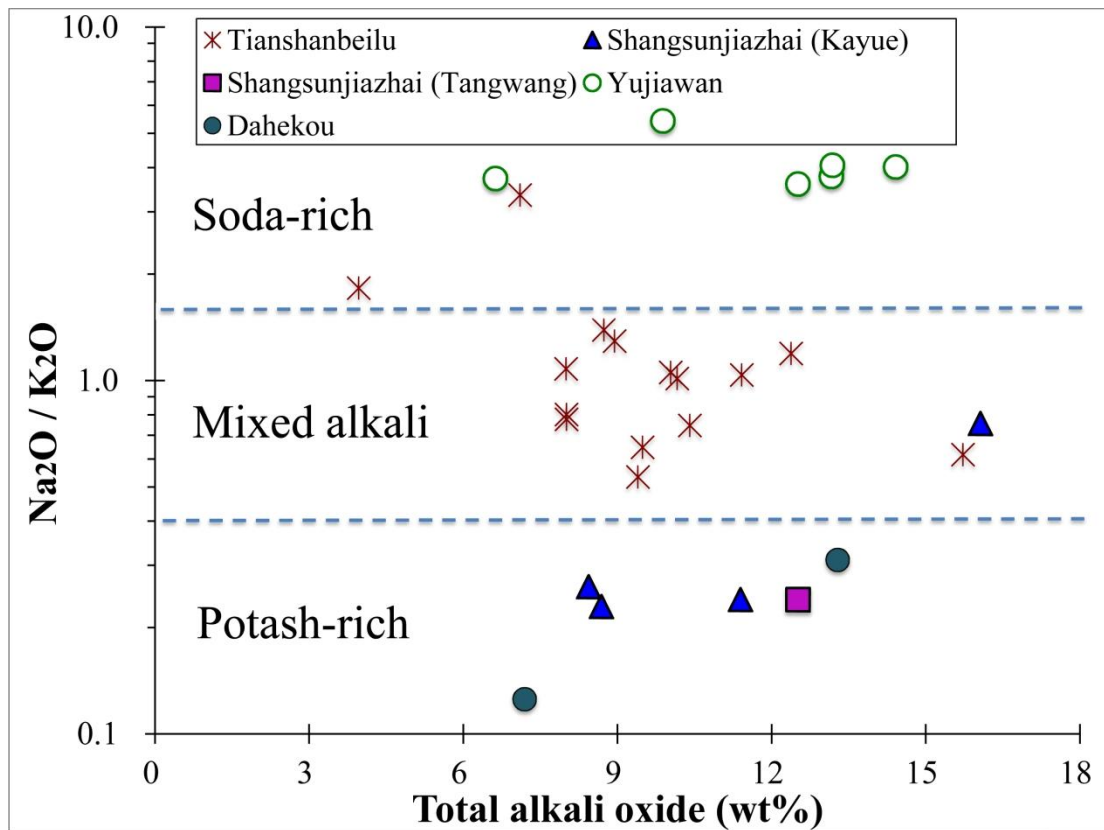 10.0
Tianshanbeilu
Shangsunjiazhai (Kayue)
Shangsunjiazhai (Tangwang)
Yujiawan
Dahekou
Soda-rich
Na2O / K2O
1.0
Mixed alkali
Potash-rich
0.1
0 3 6 9 12 15 18
Total alkali oxide (wt%)